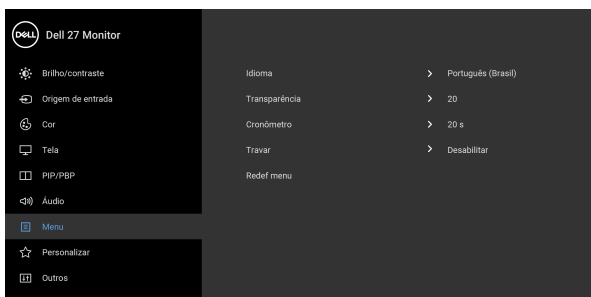 DELL Dell 27 Monitor
Brilho/contraste
Origem de entrada
Cor
Tela
PIP/PBP
Áudio
Menu
Personalizar
Outros
Idioma > Português (Brasil)
Transparência > 20
Cronômetro > 20 s
Travar > Desabilitar
Redef menu